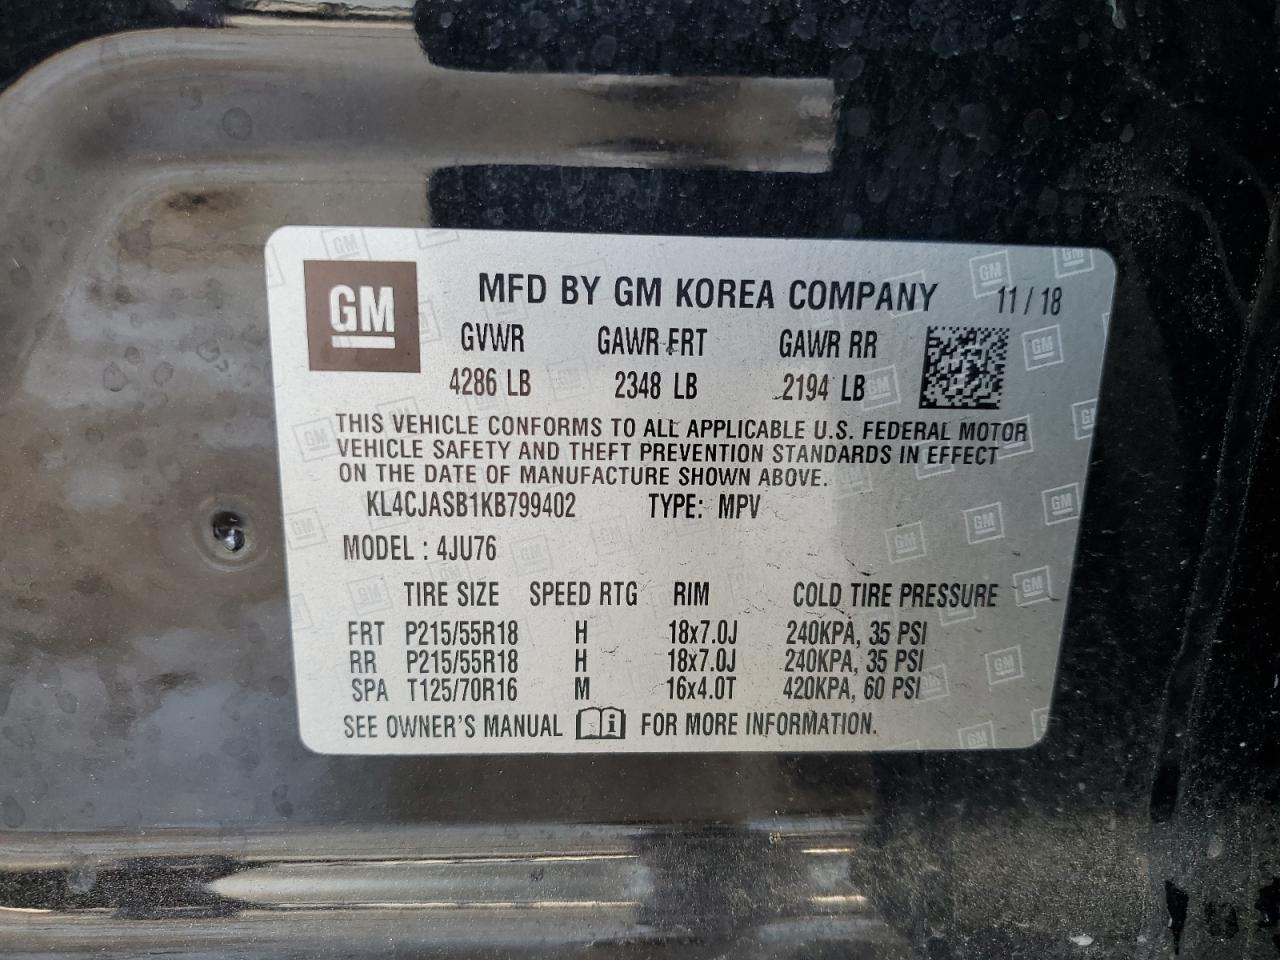 GM
MFD BY GM KOREA COMPANY 11 / 18
GVWR GAWR FRT GAWR RR
4286 LB 2348 LB 2194 LB
THIS VEHICLE CONFORMS TO ALL APPLICABLE U.S. FEDERAL MOTOR
VEHICLE SAFETY AND THEFT PREVENTION STANDARDS IN EFFECT
ON THE DATE OF MANUFACTURE SHOWN ABOVE.
KL4CJASB1KB799402 TYPE: MPV
MODEL : 4JU76
TIRE SIZE SPEED RTG RIM COLD TIRE PRESSURE
FRT P215/55R18 H 18x7.0J 240KPA, 35 PSI
RR P215/55R18 H 18x7.0J 240KPA, 35 PSI
SPA T125/70R16 M 16x4.0T 420KPA, 60 PSI
SEE OWNER'S MANUAL i FOR MORE INFORMATION.